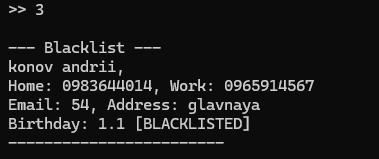 >> 3
--- Blacklist ---
konov andrii,
Home: 0983644014, Work: 0965914567
Email: 54, Address: glavnaya
Birthday: 1.1 [BLACKLISTED]
------------------------